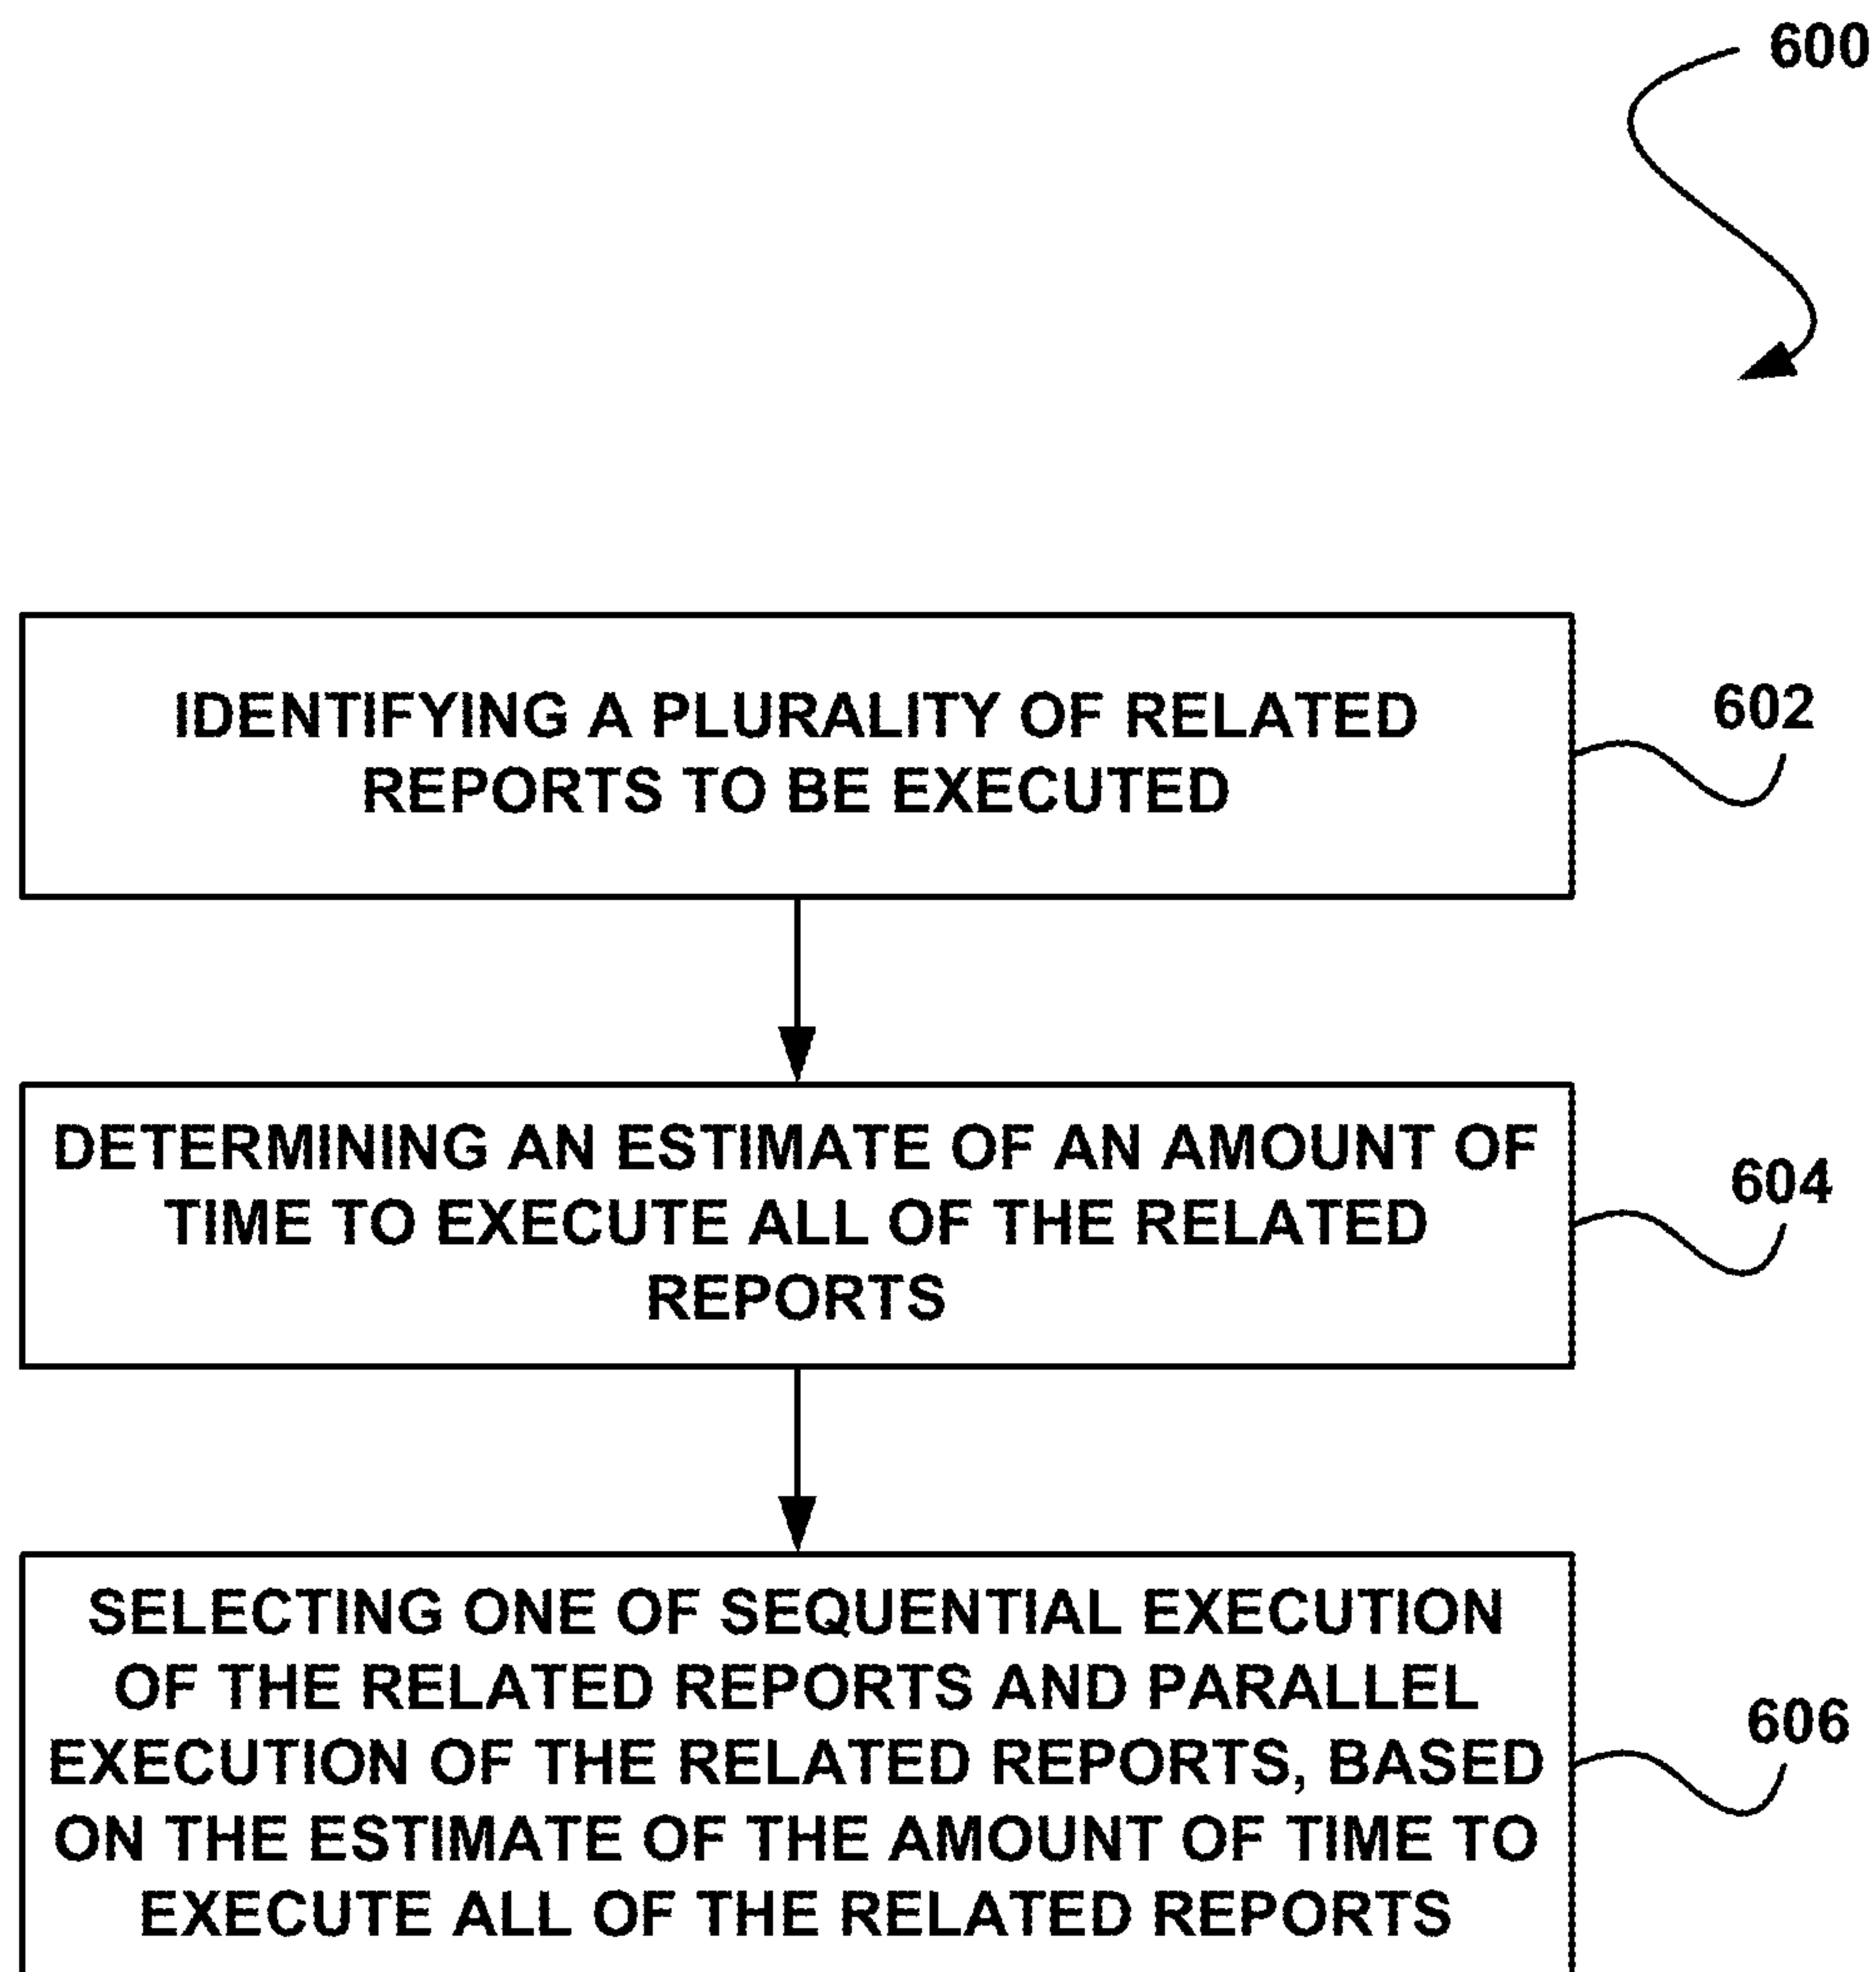 600
IDENTIFYING A PLURALITY OF RELATED
REPORTS TO BE EXECUTED
602
DETERMINING AN ESTIMATE OF AN AMOUNT OF
TIME TO EXECUTE ALL OF THE RELATED
REPORTS
604
SELECTING ONE OF SEQUENTIAL EXECUTION
OF THE RELATED REPORTS AND PARALLEL
EXECUTION OF THE RELATED REPORTS, BASED
ON THE ESTIMATE OF THE AMOUNT OF TIME TO
EXECUTE ALL OF THE RELATED REPORTS
606